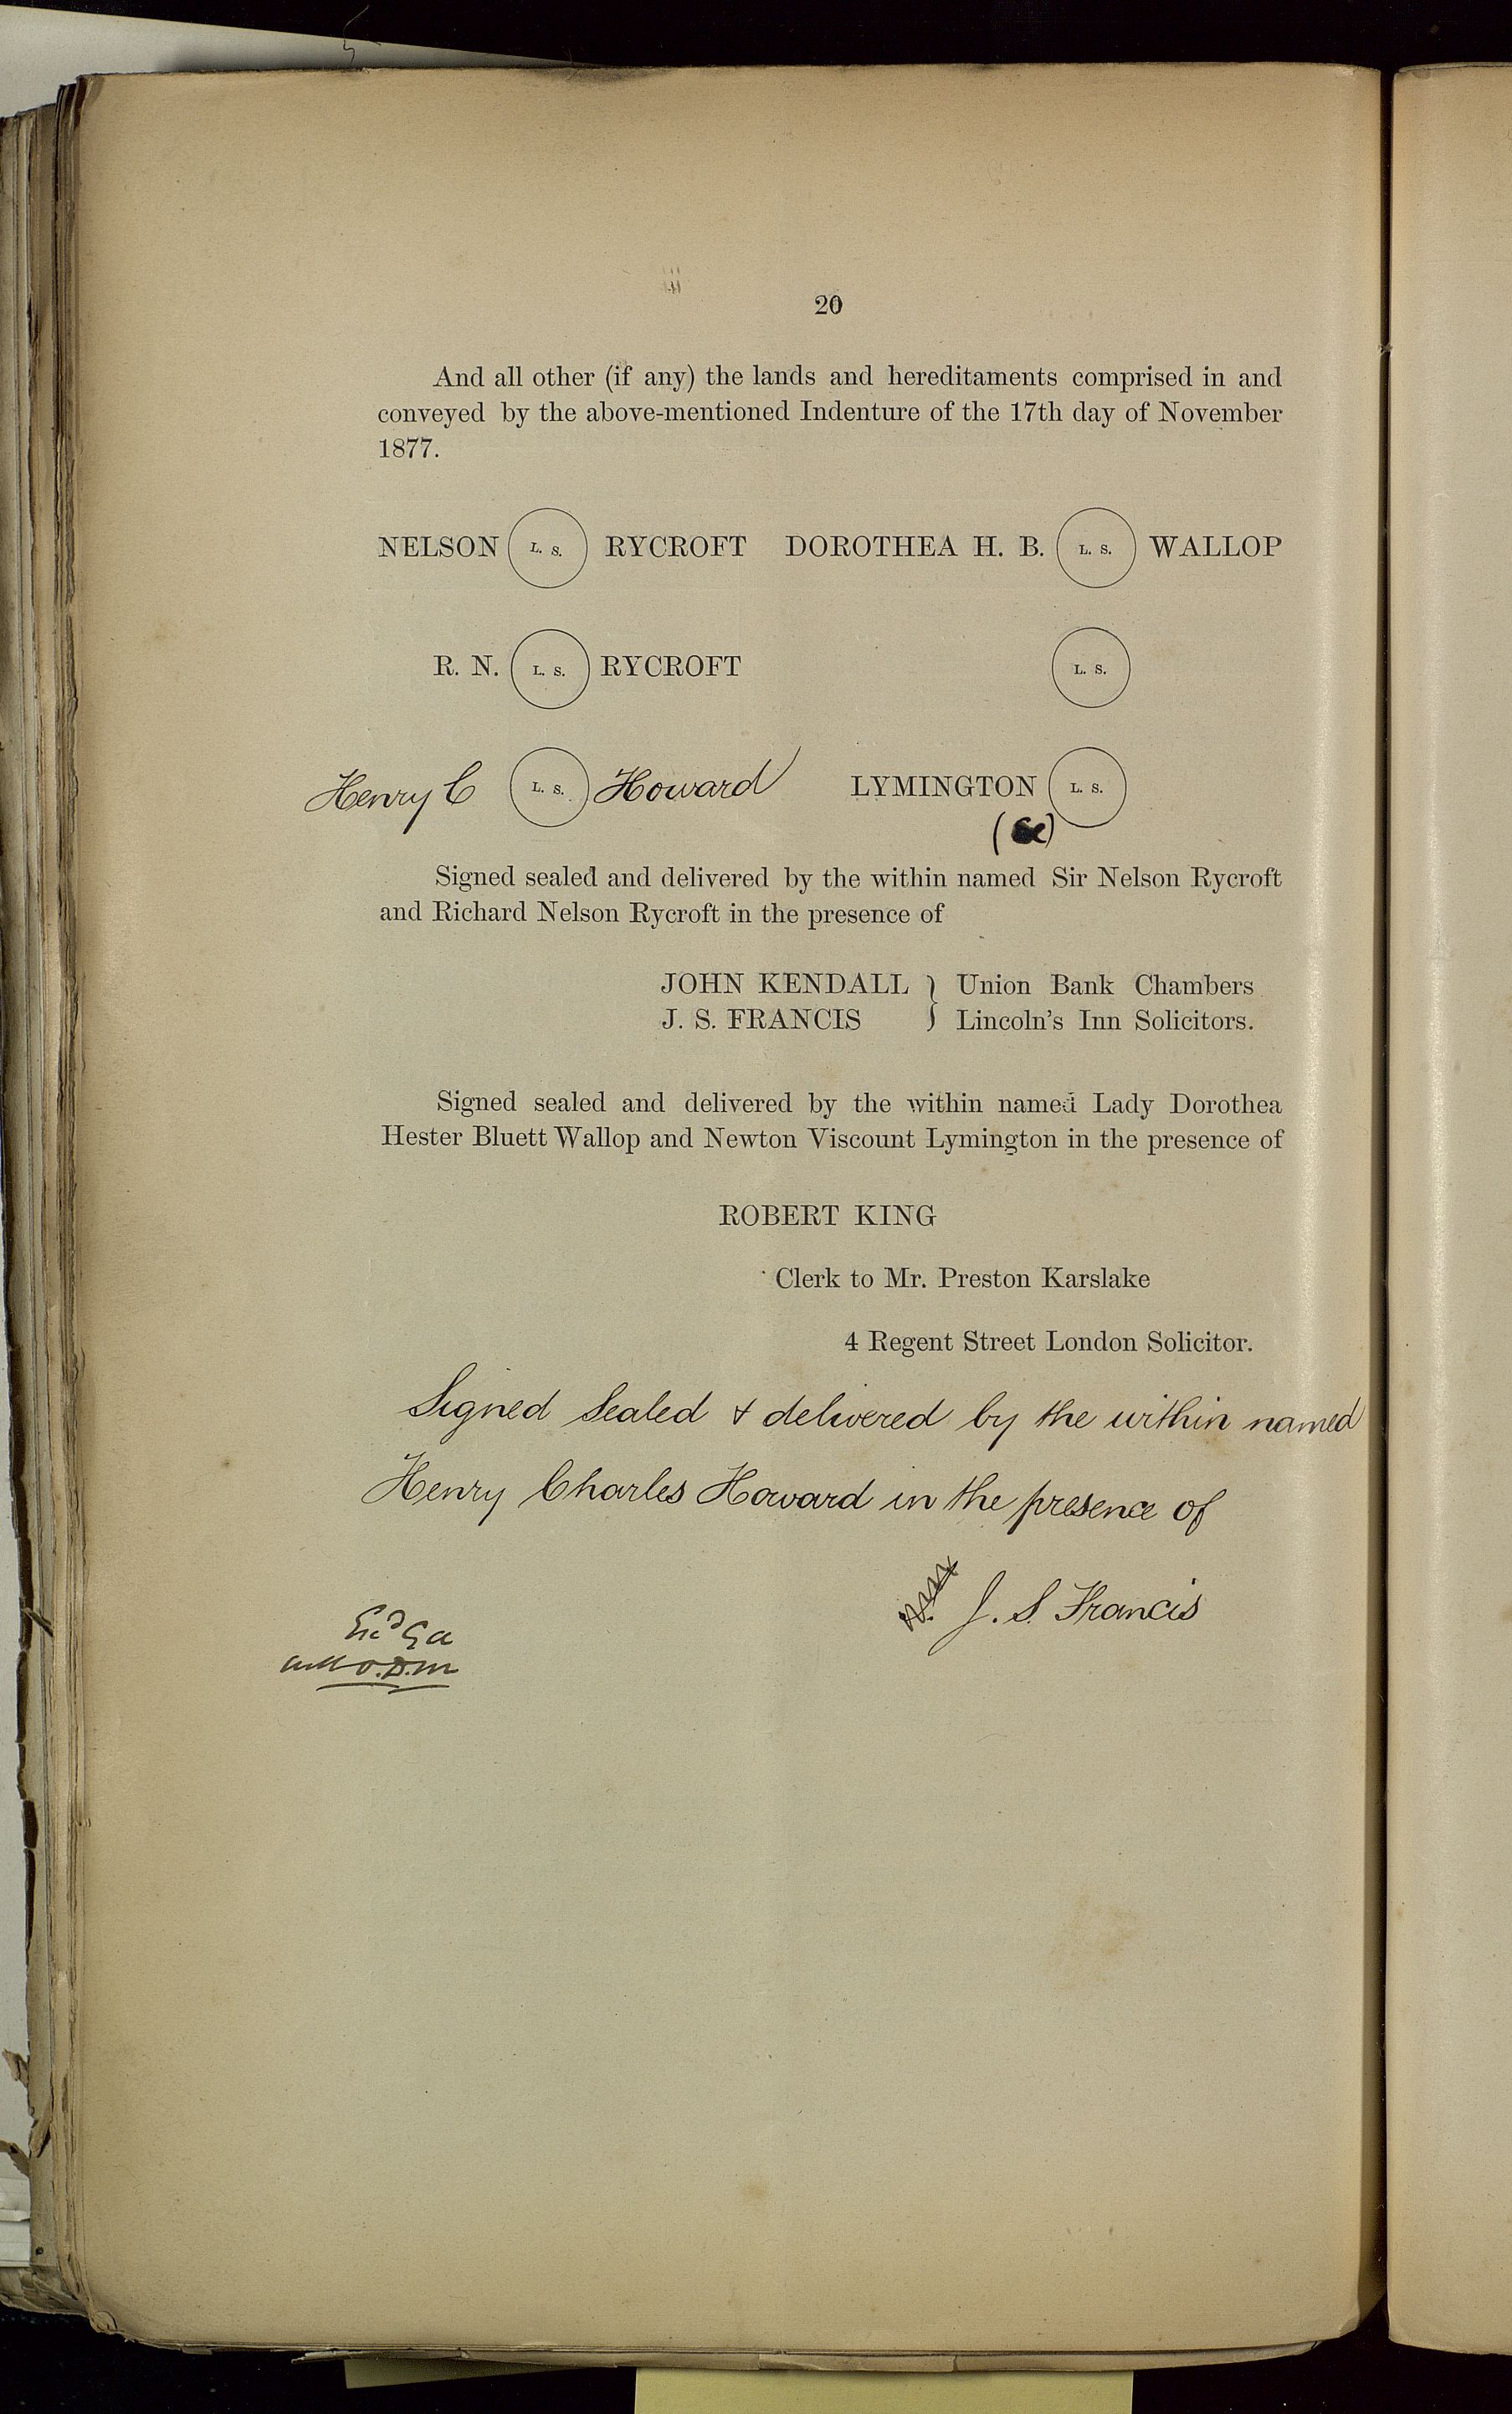 20
And all other (if any) the lands and hereditaments comprised in and
conveyed by the above-mentioned Indenture of the 17th day of November
1877.
NELSON L. S. RYCROFT DOROTHEA H. B. L. S. WALLOP
R. N. L. S. RYCROFT L. S.
Henry C L. S. Howard LYMINGTON L. S.
Signed sealed and delivered by the within named Sir Nelson Rycroft
and Richard Nelson Rycroft in the presence of
JOHN KENDALL } Union Bank Chambers
J. S. FRANCIS } Lincoln's Inn Solicitors.
Signed sealed and delivered by the within named Lady Dorothea
Hester Bluett Wallop and Newton Viscount Lymington in the presence of
ROBERT KING
Clerk to Mr. Preston Karslake
4 Regent Street London Solicitor.
Signed Sealed & delivered by the within named
Henry Charles Howard in the presence of
J. S. Francis